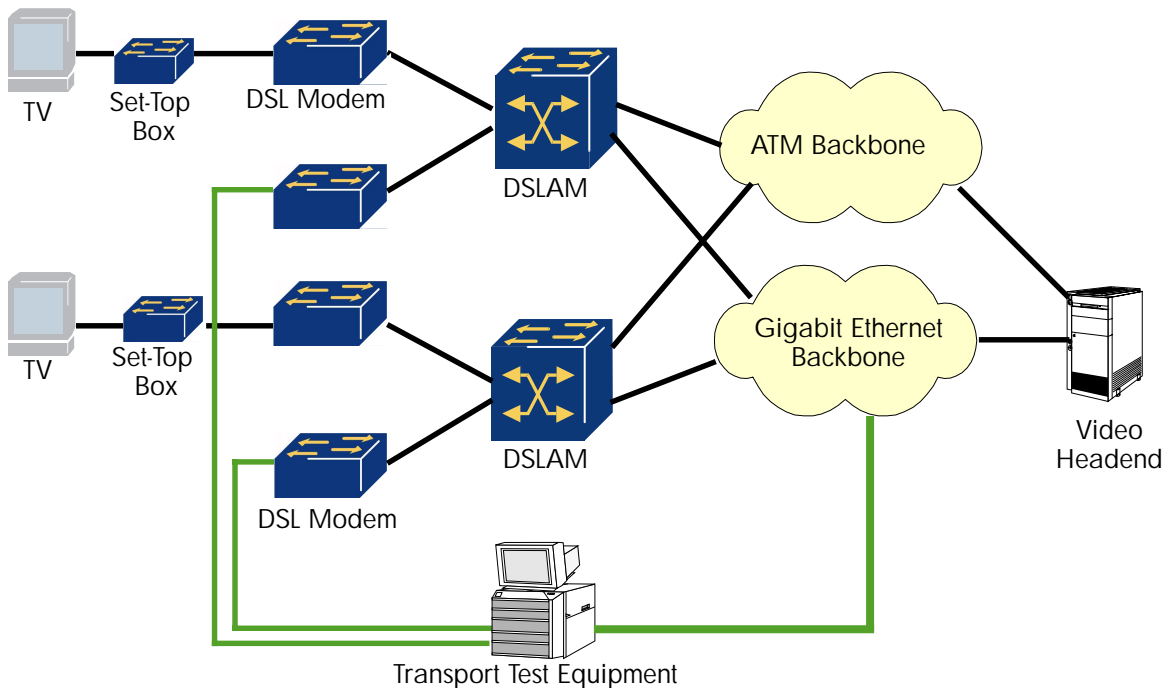 TV
Set-Top
Box
DSL Modem
DSLAM
ATM Backbone
TV
Set-Top
Box
DSLAM
Gigabit Ethernet
Backbone
Video
Headend
DSL Modem
Transport Test Equipment